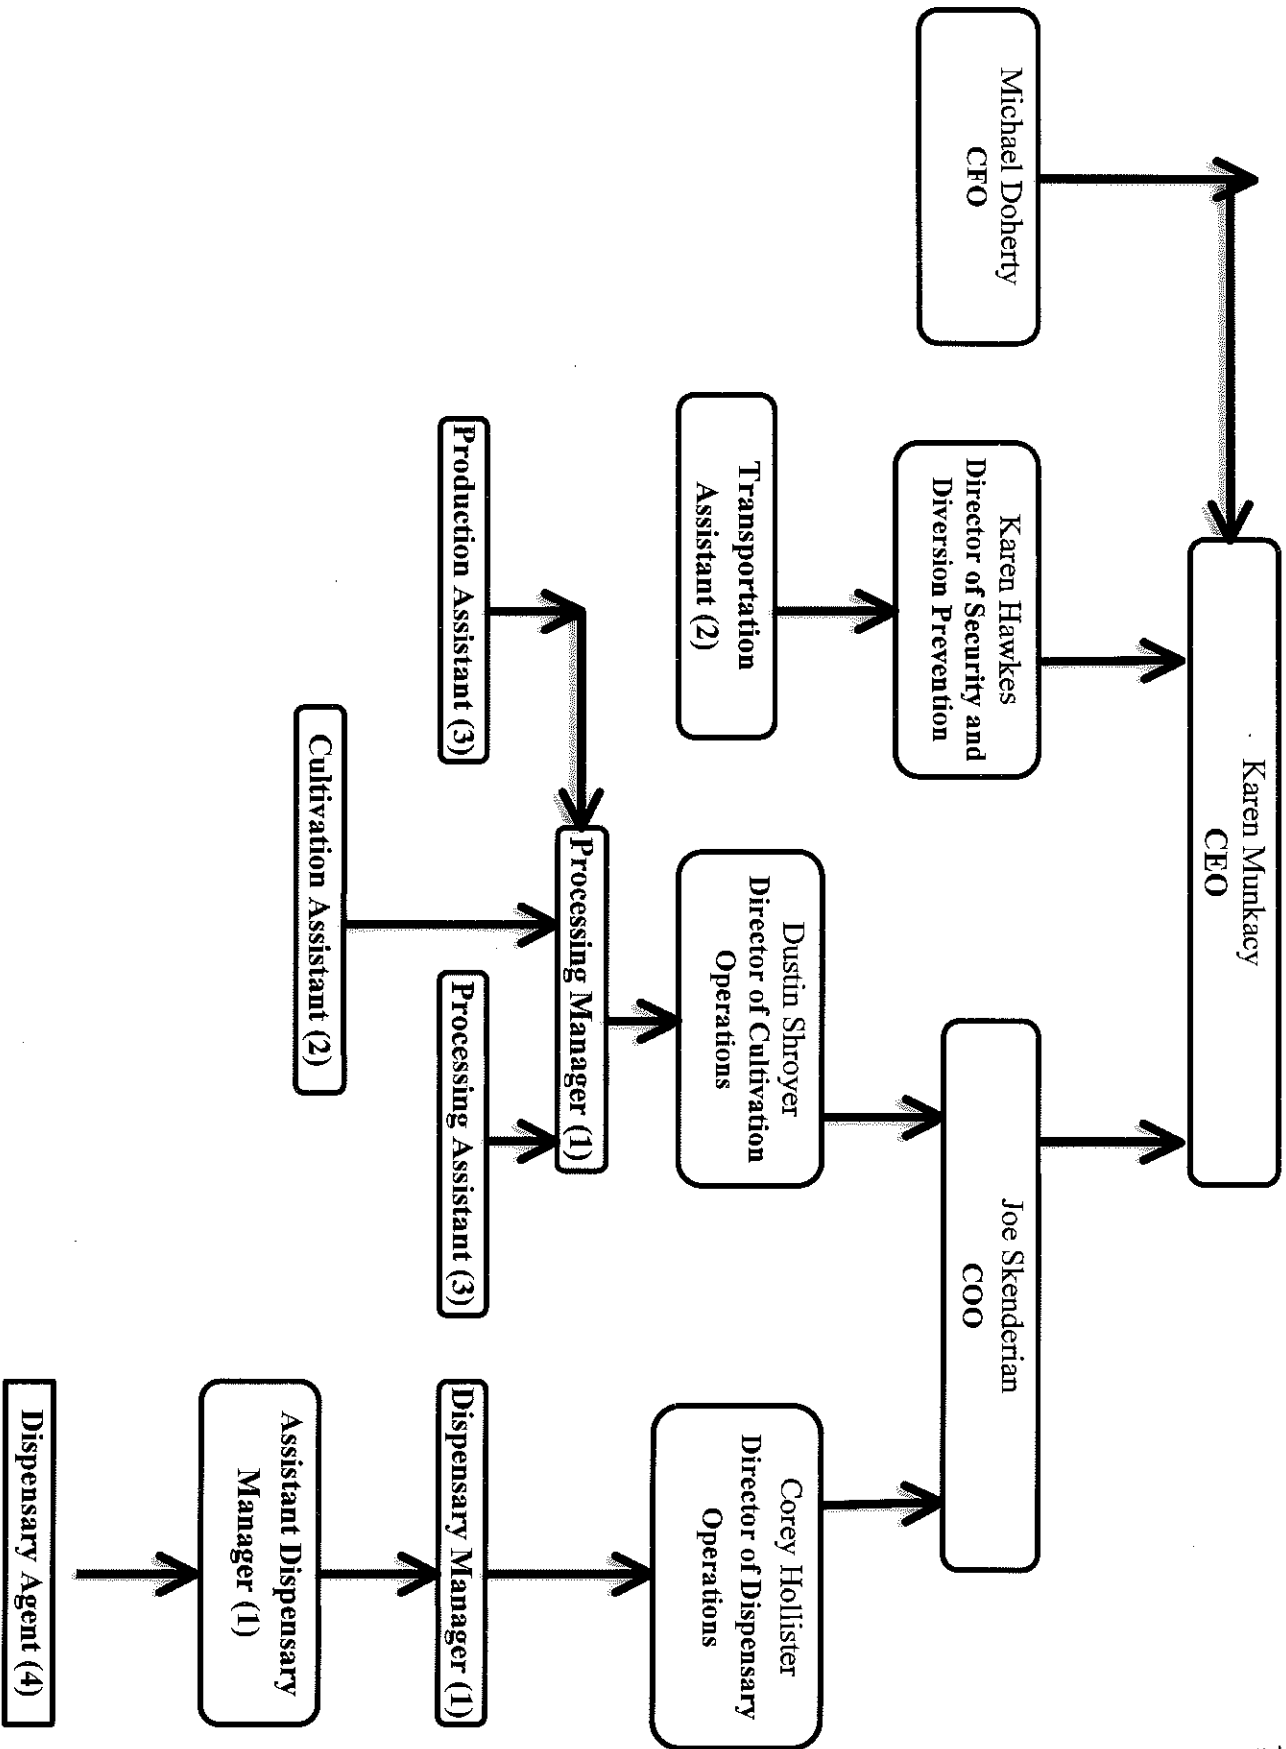 Karen Munkacy
CEO
Michael Doherty
CFO
Karen Hawkes
Director of Security and
Diversion Prevention
Joe Skenderian
COO
Transportation
Assistant (2)
Dustin Shroyer
Director of Cultivation
Operations
Corey Hollister
Director of Dispensary
Operations
Processing Manager (1)
Production Assistant (3)
Processing Assistant (3)
Dispensary Manager (1)
Cultivation Assistant (2)
Assistant Dispensary
Manager (1)
Dispensary Agent (4)